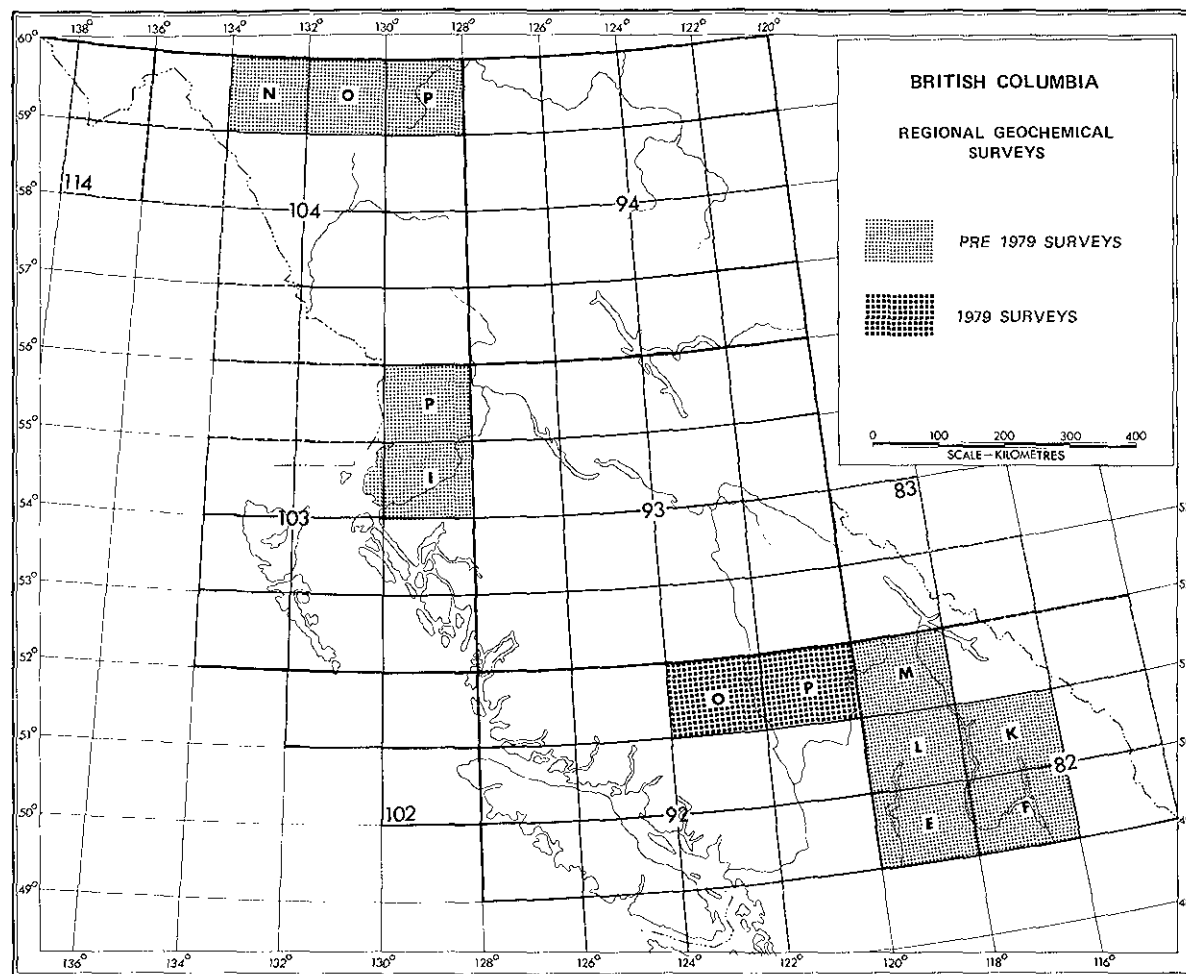 138° 136° 134° 132° 130° 128° 126° 124° 122° 120°
60°
59°
58°
57°
56°
55°
54°
53°
52°
51°
50°
49°
N O P
114
104
94
P
I
103
93
83
O P M
L K
82
E F
102
92
136° 134° 132° 130° 128° 126° 124° 122° 120° 118° 116°
BRITISH COLUMBIA
REGIONAL GEOCHEMICAL
SURVEYS
PRE 1979 SURVEYS
1979 SURVEYS
0 100 200 300 400
SCALE—KILOMETRES